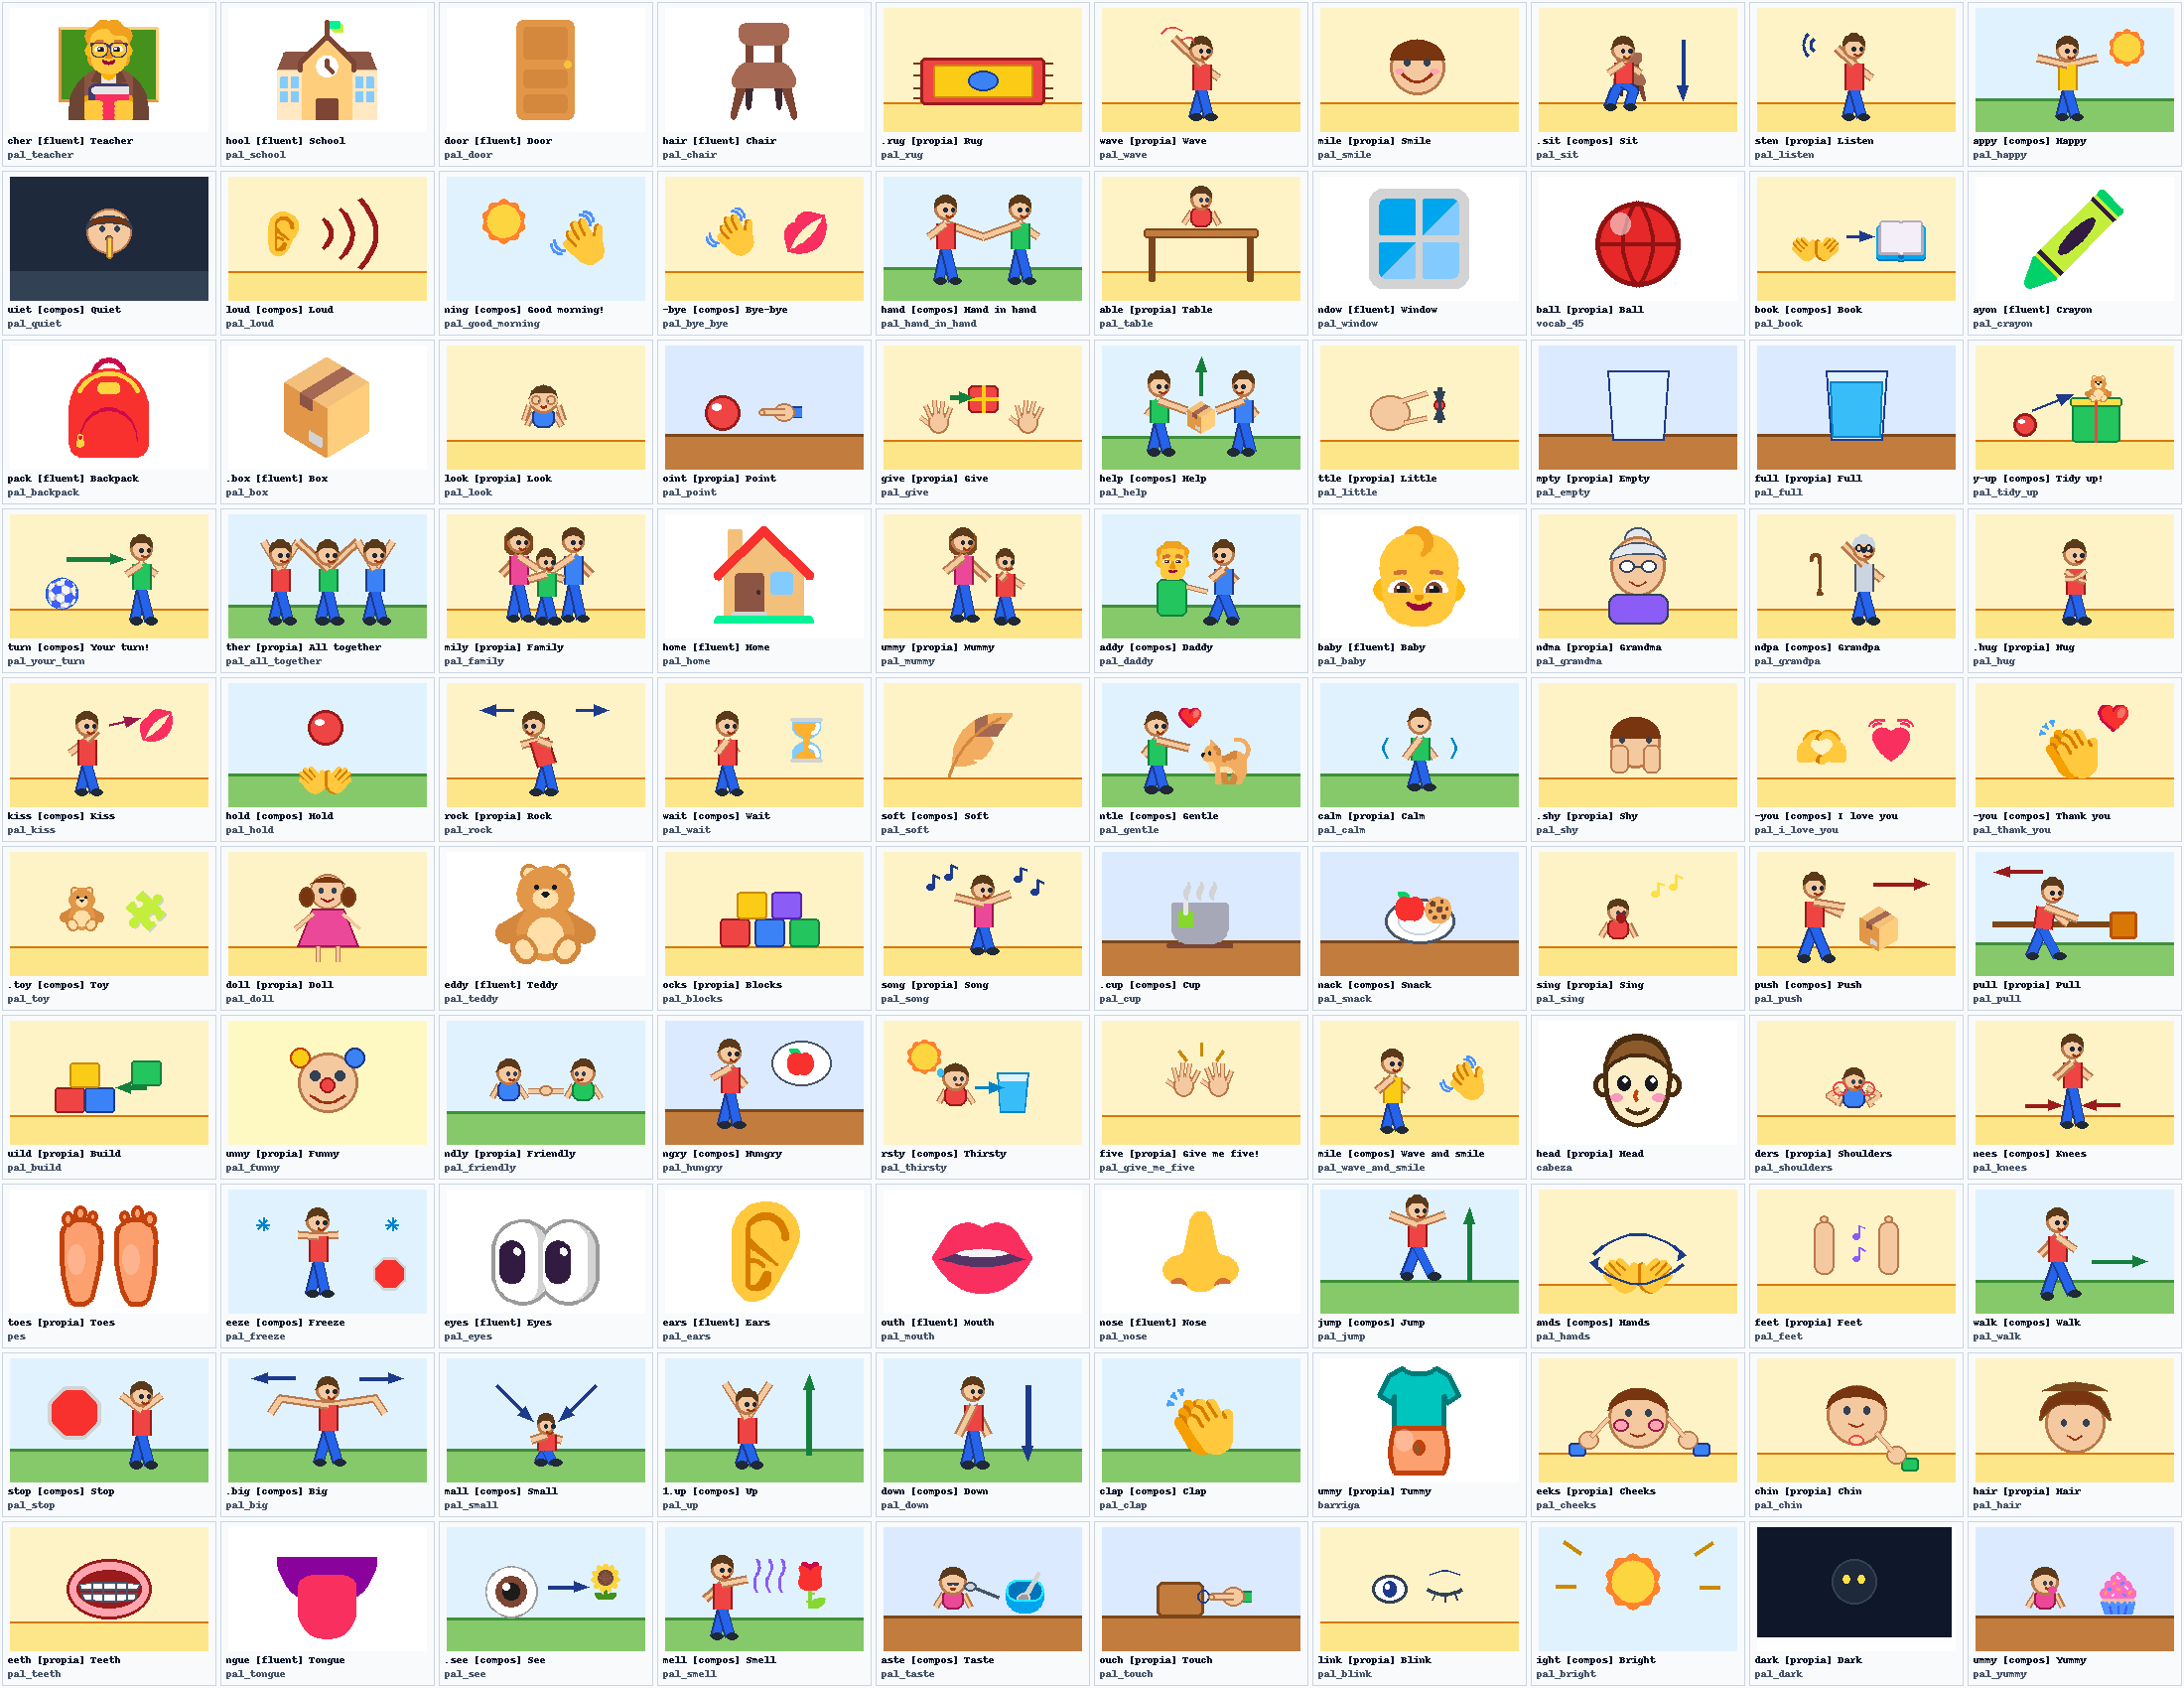 cher [fluent] Teacher
pal_teacher
hool [fluent] School
pal_school
door [fluent] Door
pal_door
hair [fluent] Chair
pal_chair
.rug [propia] Rug
pal_rug
wave [propia] Wave
pal_wave
mile [propia] Smile
pal_smile
.sit [compos] Sit
pal_sit
sten [propia] Listen
pal_listen
appy [compos] Happy
pal_happy
uiet [compos] Quiet
pal_quiet
loud [compos] Loud
pal_loud
ning [compos] Good morning!
pal_good_morning
-bye [compos] Bye-bye
pal_bye_bye
hand [compos] Hand in hand
pal_hand_in_hand
able [propia] Table
pal_table
ndow [fluent] Window
pal_window
ball [propia] Ball
vocab_45
book [compos] Book
pal_book
ayon [fluent] Crayon
pal_crayon
pack [fluent] Backpack
pal_backpack
.box [fluent] Box
pal_box
look [propia] Look
pal_look
oint [propia] Point
pal_point
give [propia] Give
pal_give
help [compos] Help
pal_help
ttle [propia] Little
pal_little
mpty [propia] Empty
pal_empty
full [propia] Full
pal_full
y-up [compos] Tidy up!
pal_tidy_up
turn [compos] Your turn!
pal_your_turn
ther [propia] All together
pal_all_together
mily [propia] Family
pal_family
home [fluent] Home
pal_home
ummy [propia] Mummy
pal_mummy
addy [compos] Daddy
pal_daddy
baby [fluent] Baby
pal_baby
ndma [propia] Grandma
pal_grandma
ndpa [compos] Grandpa
pal_grandpa
.hug [propia] Hug
pal_hug
kiss [compos] Kiss
pal_kiss
hold [compos] Hold
pal_hold
rock [propia] Rock
pal_rock
wait [compos] Wait
pal_wait
soft [compos] Soft
pal_soft
ntle [compos] Gentle
pal_gentle
calm [propia] Calm
pal_calm
.shy [propia] Shy
pal_shy
-you [compos] I love you
pal_i_love_you
-you [compos] Thank you
pal_thank_you
.toy [compos] Toy
pal_toy
doll [propia] Doll
pal_doll
eddy [fluent] Teddy
pal_teddy
ocks [propia] Blocks
pal_blocks
song [propia] Song
pal_song
.cup [compos] Cup
pal_cup
nack [compos] Snack
pal_snack
sing [propia] Sing
pal_sing
push [compos] Push
pal_push
pull [propia] Pull
pal_pull
uild [propia] Build
pal_build
unny [propia] Funny
pal_funny
ndly [propia] Friendly
pal_friendly
ngry [compos] Hungry
pal_hungry
rsty [compos] Thirsty
pal_thirsty
five [propia] Give me five!
pal_give_me_five
mile [compos] Wave and smile
pal_wave_and_smile
head [propia] Head
cabeza
ders [propia] Shoulders
pal_shoulders
nees [compos] Knees
pal_knees
toes [propia] Toes
pes
eeze [compos] Freeze
pal_freeze
eyes [fluent] Eyes
pal_eyes
ears [fluent] Ears
pal_ears
outh [fluent] Mouth
pal_mouth
nose [fluent] Nose
pal_nose
jump [compos] Jump
pal_jump
ands [compos] Hands
pal_hands
feet [propia] Feet
pal_feet
walk [compos] Walk
pal_walk
stop [compos] Stop
pal_stop
.big [compos] Big
pal_big
mall [compos] Small
pal_small
1.up [compos] Up
pal_up
down [compos] Down
pal_down
clap [compos] Clap
pal_clap
ummy [propia] Tummy
barriga
eeks [propia] Cheeks
pal_cheeks
chin [propia] Chin
pal_chin
hair [propia] Hair
pal_hair
eeth [propia] Teeth
pal_teeth
ngue [fluent] Tongue
pal_tongue
.see [compos] See
pal_see
mell [compos] Smell
pal_smell
aste [compos] Taste
pal_taste
ouch [propia] Touch
pal_touch
link [propia] Blink
pal_blink
ight [compos] Bright
pal_bright
dark [propia] Dark
pal_dark
ummy [compos] Yummy
pal_yummy